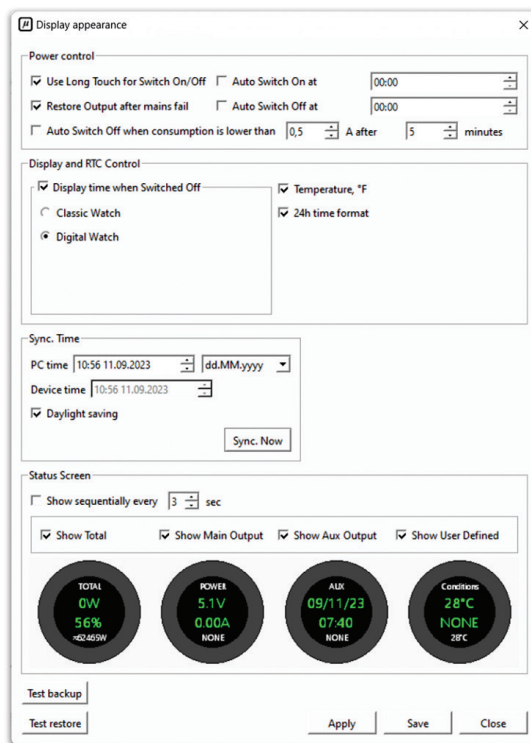 µ Display appearance
Power control
Use Long Touch for Switch On/Off Auto Switch On at 00:00
Restore Output after mains fail Auto Switch Off at 00:00
Auto Switch Off when consumption is lower than 0,5 A after 5 minutes
Display and RTC Control
Display time when Switched Off
Temperature, °F
Classic Watch
24h time format
Digital Watch
Sync. Time
PC time 10:56 11.09.2023 dd.MM.yyyy
Device time 10:56 11.09.2023
Daylight saving
Sync. Now
Status Screen
Show sequentially every 3 sec
Show Total Show Main Output Show Aux Output Show User Defined
TOTAL
0W
56%
≈62465W
POWER
5.1V
0.00A
NONE
AUX
09/11/23
07:40
NONE
Conditions
28°C
NONE
28°C
Test backup
Test restore Apply Save Close